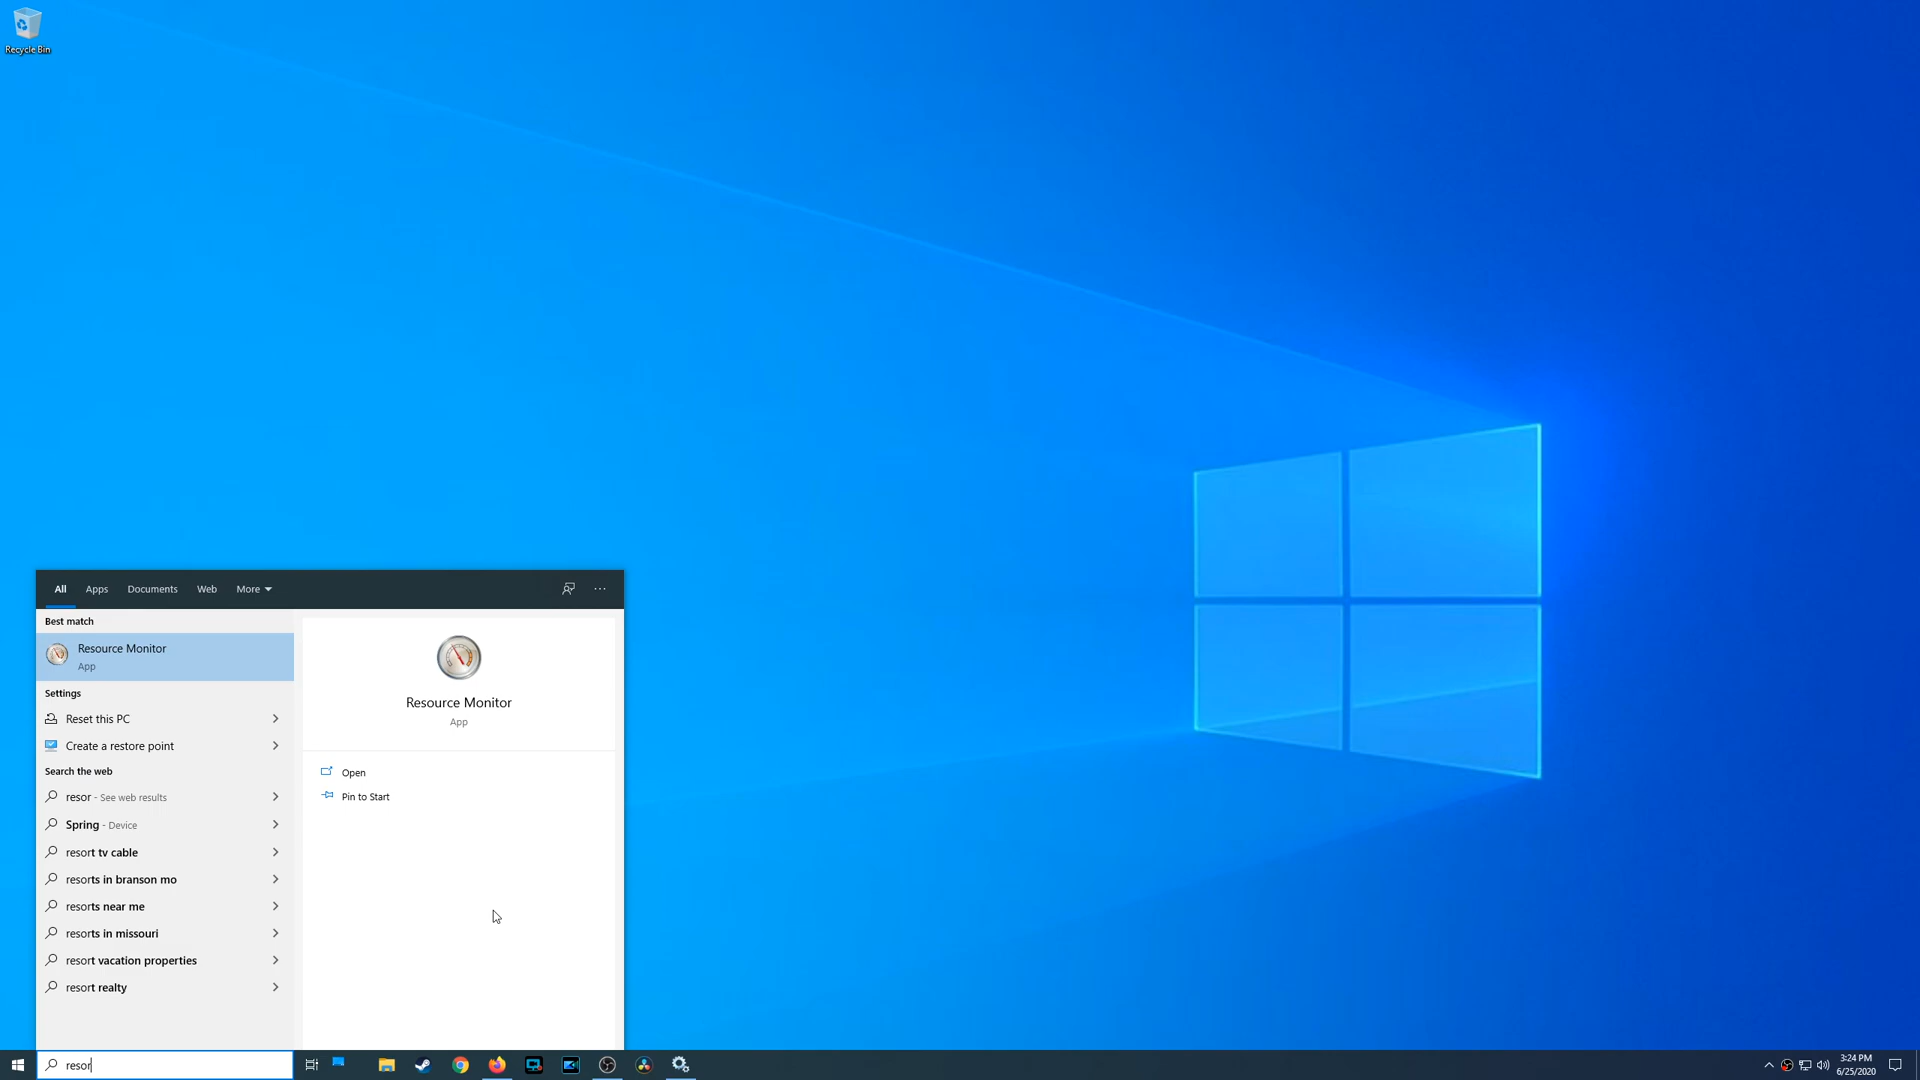 Recycle Bin
All Apps Documents Web More
Best match
Resource Monitor
App
Settings
Reset this PC
Create a restore point
Search the web
resor - See web results
Spring - Device
resort tv cable
resorts in branson mo
resorts near me
resorts in missouri
resort vacation properties
resort realty
Resource Monitor
App
Open
Pin to Start
resor
3:24 PM
6/25/2020